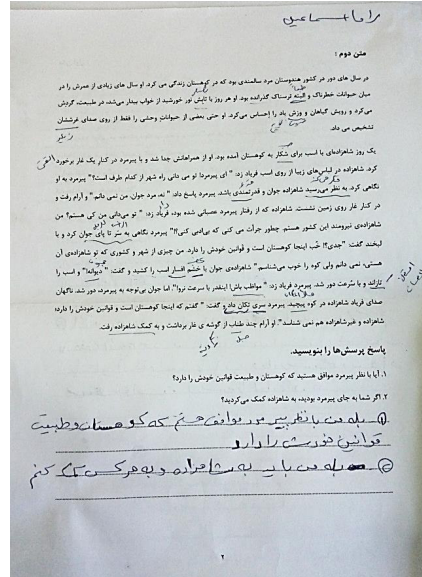 راما اسماعیل
متن دوم :
در سال های دور در کشور هندوستان مرد سالمندی بود که در کوهستان زندگی می کرد. او سال های زیادی از عمرش را در
میان حیوانات خطرناک و البته ترسناک گذرانده بود. او هر روز با تابش نور خورشید از خواب بیدار می‌شد، در طبیعت، گردش
می‌کرد و رویش گیاهان و وزش باد را احساس می‌کرد. او حتی بعضی از حیوانات وحشی را فقط از روی صدای غرششان
تشخیص می داد.
یک روز شاهزاده‌ای با اسب برای شکار به کوهستان آمده بود. او از همراهانش جدا شد و با پیرمرد در کنار یک غار برخورد
کرد. شاهزاده در لباس‌های زیبا از روی اسب فریاد زد: " ای پیرمرد! تو می دانی راه شهر از کدام طرف است؟" پیرمرد به او
نگاهی کرد. به نظر می‌رسید شاهزاده جوان و قدرتمندی باشد. پیرمرد پاسخ داد: " نه، مرد جوان، من نمی دانم." و آرام رفت و
در کنار غار روی زمین نشست. شاهزاده که از رفتار پیرمرد عصبانی شده بود، فریاد زد: " تو می‌دانی من کی هستم؟ من
شاهزاده‌ی نیرومند این کشور هستم. چطور جرأت می کنی که بی‌ادبی کنی؟!" پیرمرد نگاهی به سَر تا پای جوان کرد و با
لبخند گفت: "جدی؟! خُب اینجا کوهستان است و قوانین خودش را دارد. من چیزی از شهر و کشوری که تو شاهزاده‌ی آن
هستی، نمی دانم ولی کوه را خوب می‌شناسم." شاهزاده‌ی جوان با خشم افسار اسب را کشید و گفت: " دیوانه!" و اسب را
تازاند و با سرعت دور شد. پیرمرد فریاد زد: " مواظب باش! اینقدر با سرعت نرو!". اما جوان بی‌توجه به پیرمرد، دور شد. ناگهان
صدای فریاد شاهزاده در کوه پیچید. پیرمرد سری تکان داد و گفت: " گفتم که اینجا کوهستان است و قوانین خودش را دارد؛
شاهزاده و غیرشاهزاده هم نمی شناسد". او آرام چند طناب از گوشه ی غار برداشت و به کمک شاهزاده رفت.
پاسخ پرسش‌ها را بنویسید.
۱. آیا با نظر پیرمرد موافق هستید که کوهستان و طبیعت قوانین خودش را دارد؟
۲. اگر شما به جای پیرمرد بودید، به شاهزاده کمک می‌کردید؟
① بله من با نظر پیر مرد موافق هستم که کوهستان و طبیعت
قوانین خودش را دارد
② بله من باید به شاهزاده و به هر کس کمک کنم
۲